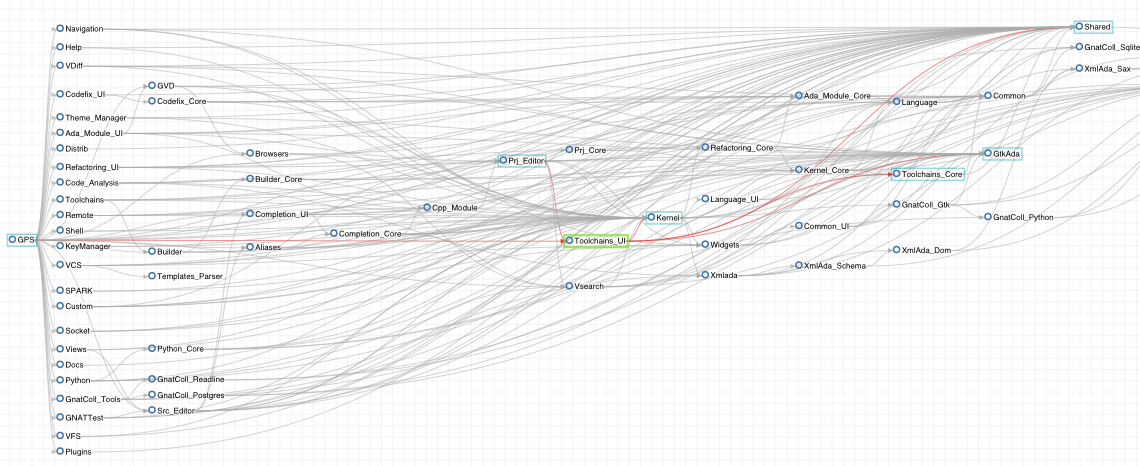 GPS
Navigation
Help
VDiff
Codefix_UI
Theme_Manager
Ada_Module_UI
Distrib
Refactoring_UI
Code_Analysis
Toolchains
Remote
Shell
KeyManager
VCS
SPARK
Custom
Socket
Views
Docs
Python
GnatColl_Tools
GNATTest
VFS
Plugins
GVD
Codefix_Core
Builder
Templates_Parser
Python_Core
GnatColl_Readline
GnatColl_Postgres
Src_Editor
Browsers
Builder_Core
Completion_UI
Aliases
Completion_Core
Cpp_Module
Prj_Editor
Prj_Core
Toolchains_UI
Vsearch
Kernel
Refactoring_Core
Language_UI
Widgets
Xmlada
Ada_Module_Core
Kernel_Core
Common_UI
XmlAda_Schema
Language
Toolchains_Core
GnatColl_Gtk
XmlAda_Dom
Common
GtkAda
GnatColl_Python
Shared
GnatColl_Sqlite
XmlAda_Sax